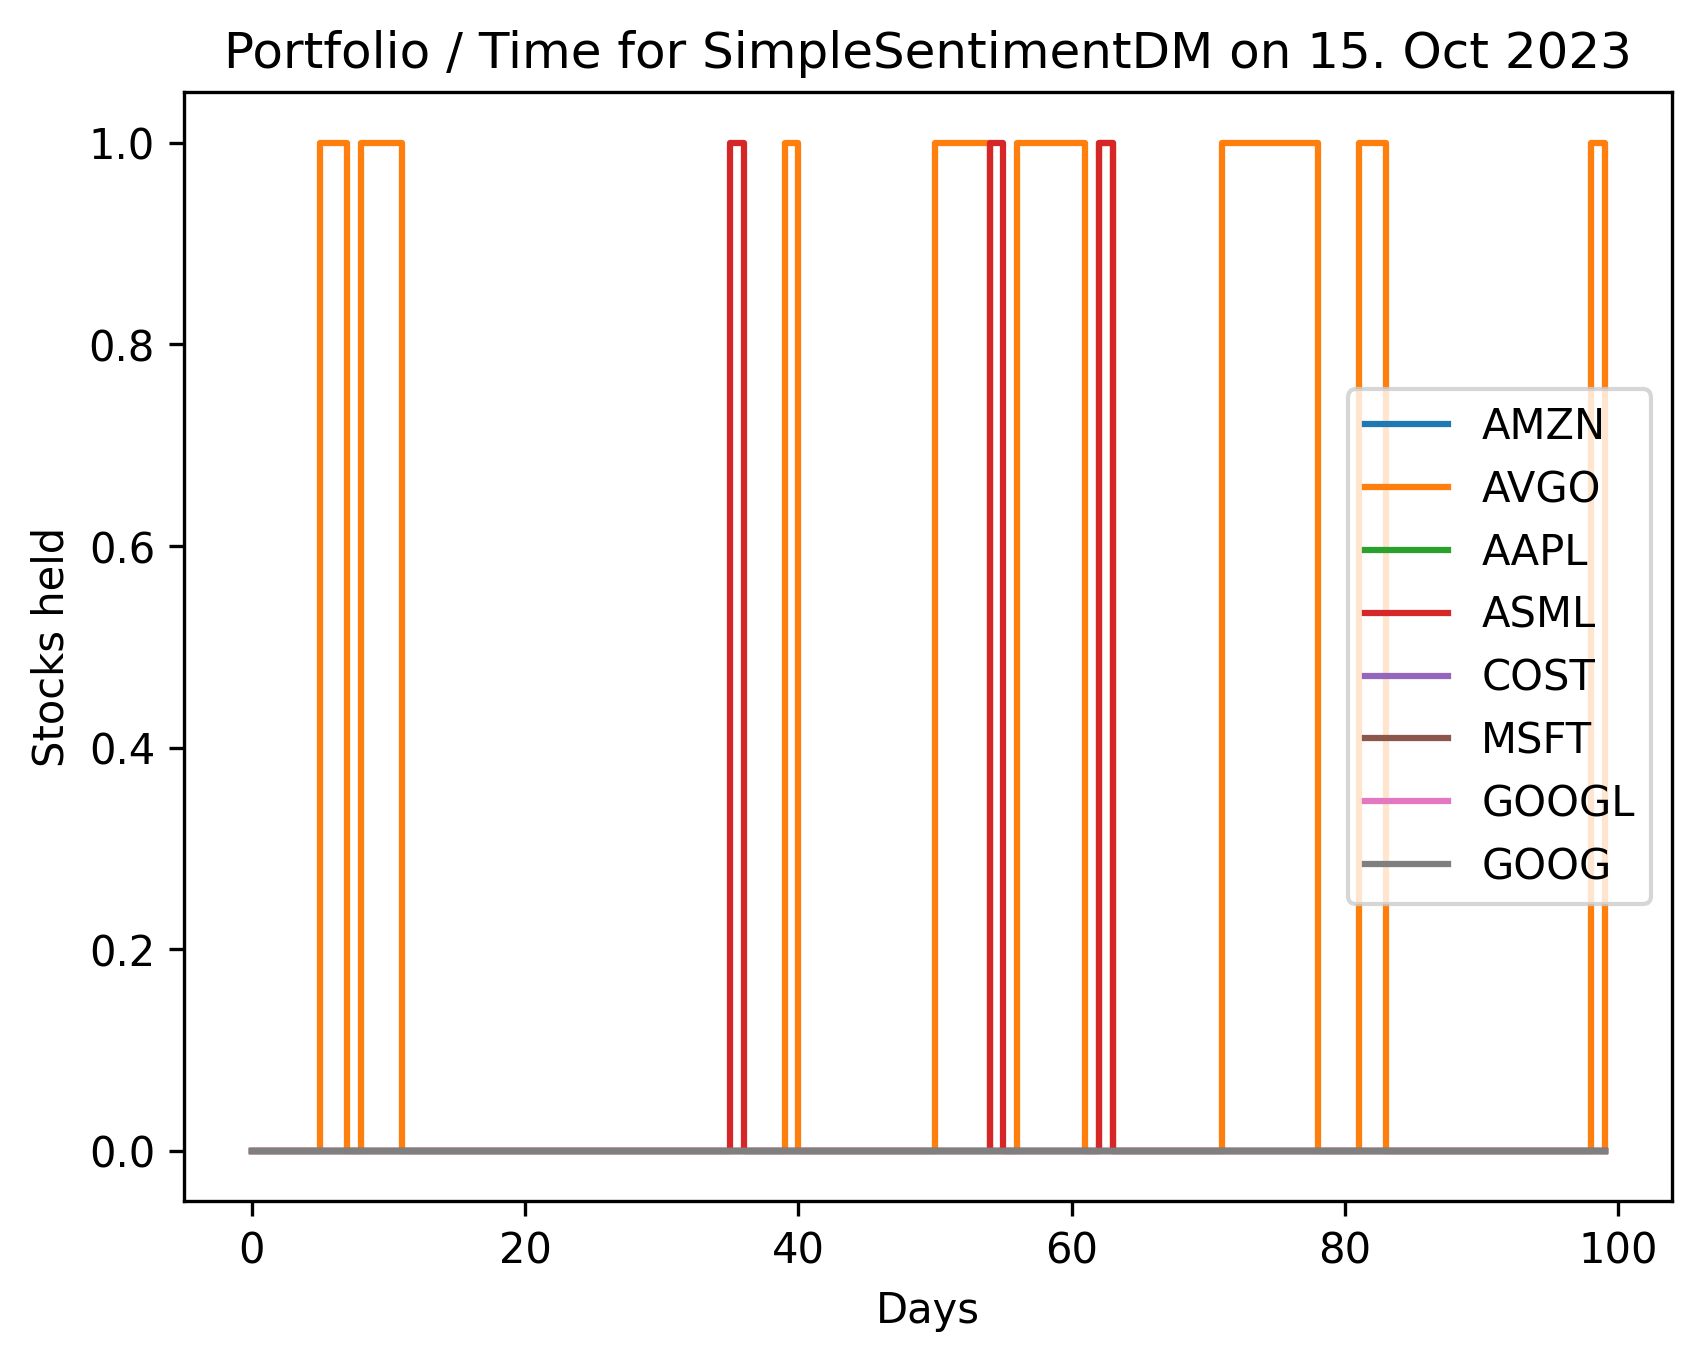 Portfolio / Time for SimpleSentimentDM on 15. Oct 2023
1.0
0.8
0.6
0.4
0.2
0.0
Stocks held
AMZN
AVGO
AAPL
ASML
COST
MSFT
GOOGL
GOOG
0 20 40 60 80 100
Days